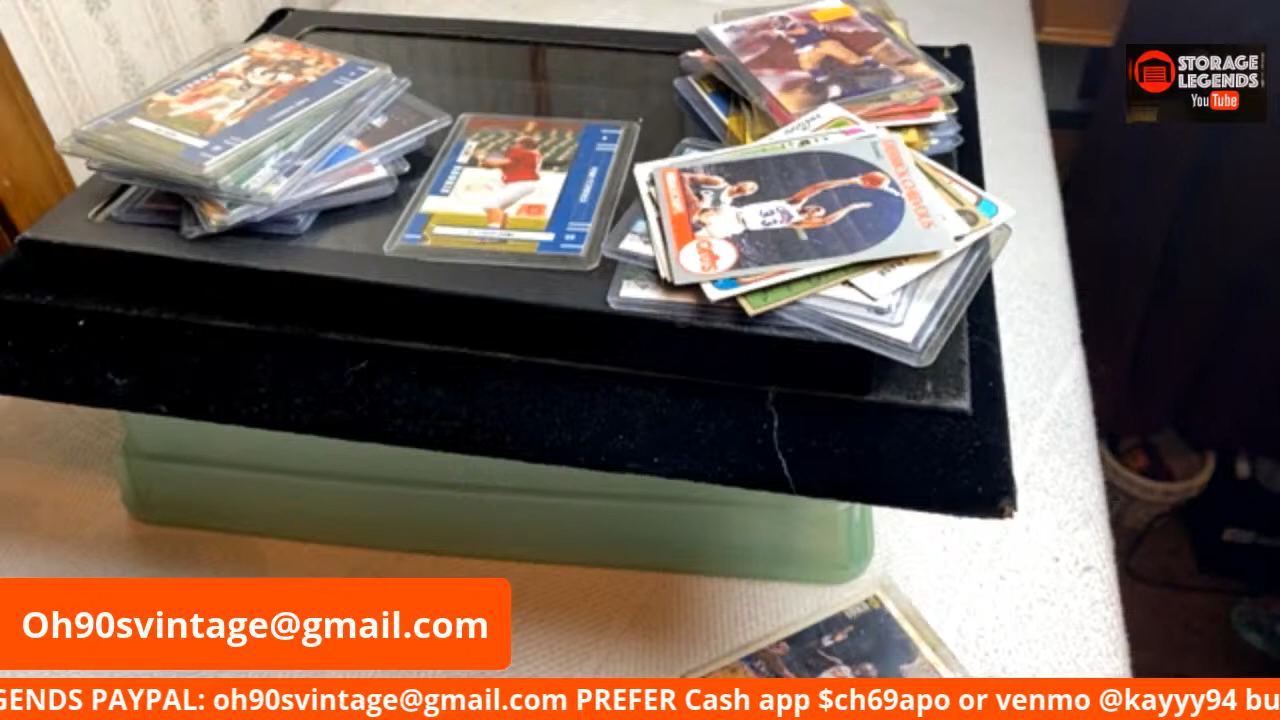 STORAGE
LEGENDS
YouTube
33
Oh90svintage@gmail.com
GENDS PAYPAL: oh90svintage@gmail.com PREFER Cash app $ch69apo or venmo @kayyy94 bu